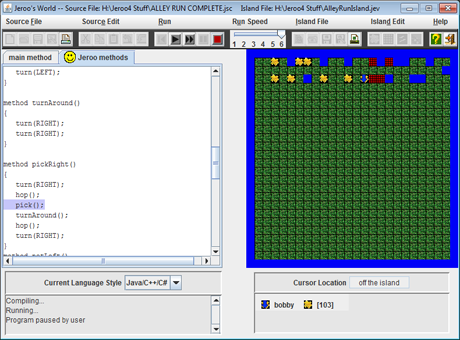 Jeroo's World -- Source File: H:\Jeroo4 Stuff\ALLEY RUN COMPLETE.jsc Island File: H:\Jeroo4 Stuff\AlleyRunIsland.jev
Source File Source Edit Run Run Speed Island File Island Edit Help
1 2 3 4 5 6
main method Jeroo methods
turn(LEFT);
}
method turnAround()
{
turn(RIGHT);
turn(RIGHT);
}
method pickRight()
{
turn(RIGHT);
hop();
pick();
turnAround();
hop();
turn(RIGHT);
}
Current Language Style Java/C++/C#
Compiling...
Running...
Program paused by user
Cursor Location off the island
bobby [103]